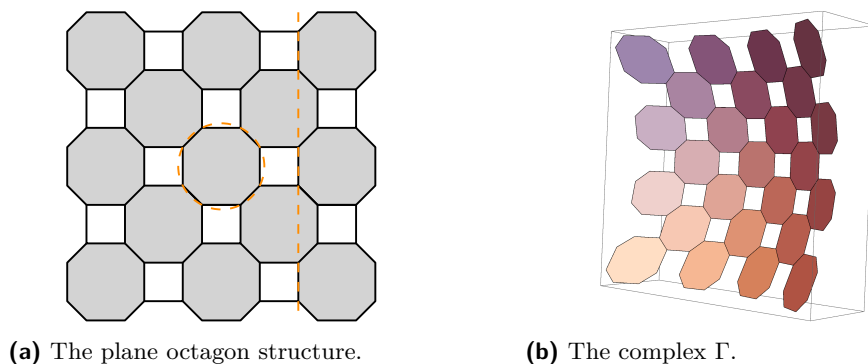 (a) The plane octagon structure.
(b) The complex Γ.